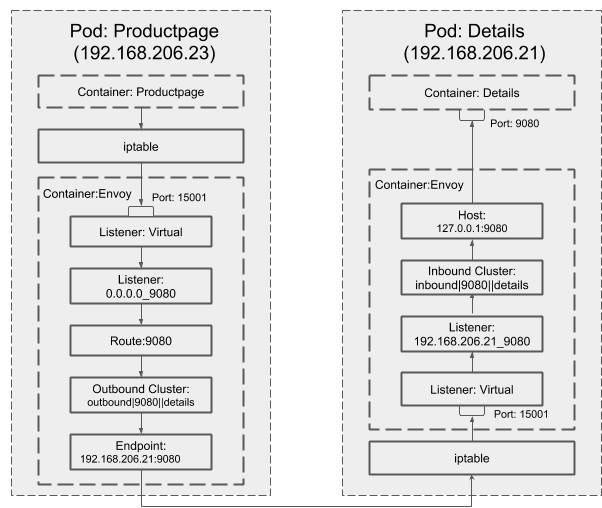 Pod: Productpage
(192.168.206.23)
Container: Productpage
iptable
Container:Envoy
Port: 15001
Listener: Virtual
Listener:
0.0.0.0_9080
Route:9080
Outbound Cluster:
outbound|9080||details
Endpoint:
192.168.206.21:9080
Pod: Details
(192.168.206.21)
Container: Details
Port: 9080
Container:Envoy
Host:
127.0.0.1:9080
Inbound Cluster:
inbound|9080||details
Listener:
192.168.206.21_9080
Listener: Virtual
Port: 15001
iptable